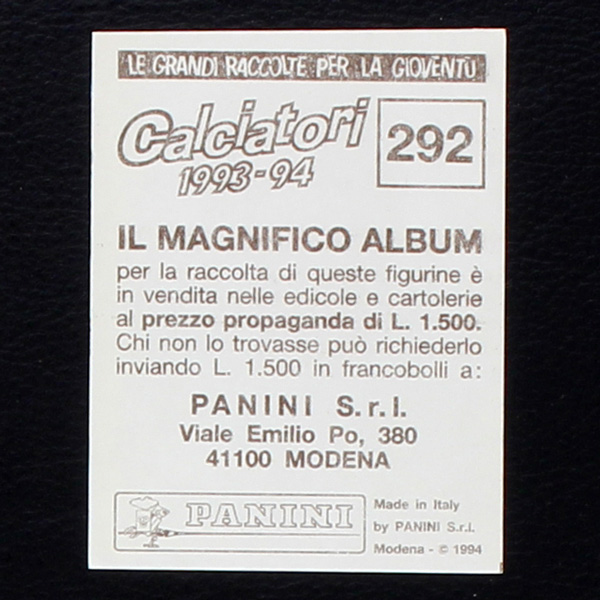 LE GRANDI RACCOLTE PER LA GIOVENTÙ
Calciatori
1993-94
292
IL MAGNIFICO ALBUM
per la raccolta di queste figurine è
in vendita nelle edicole e cartolerie
al prezzo propaganda di L. 1.500.
Chi non lo trovasse può richiederlo
inviando L. 1.500 in francobolli a:
PANINI S.r.l.
Viale Emilio Po, 380
41100 MODENA
PANINI
Made in Italy
by PANINI S.r.l.
Modena - © 1994